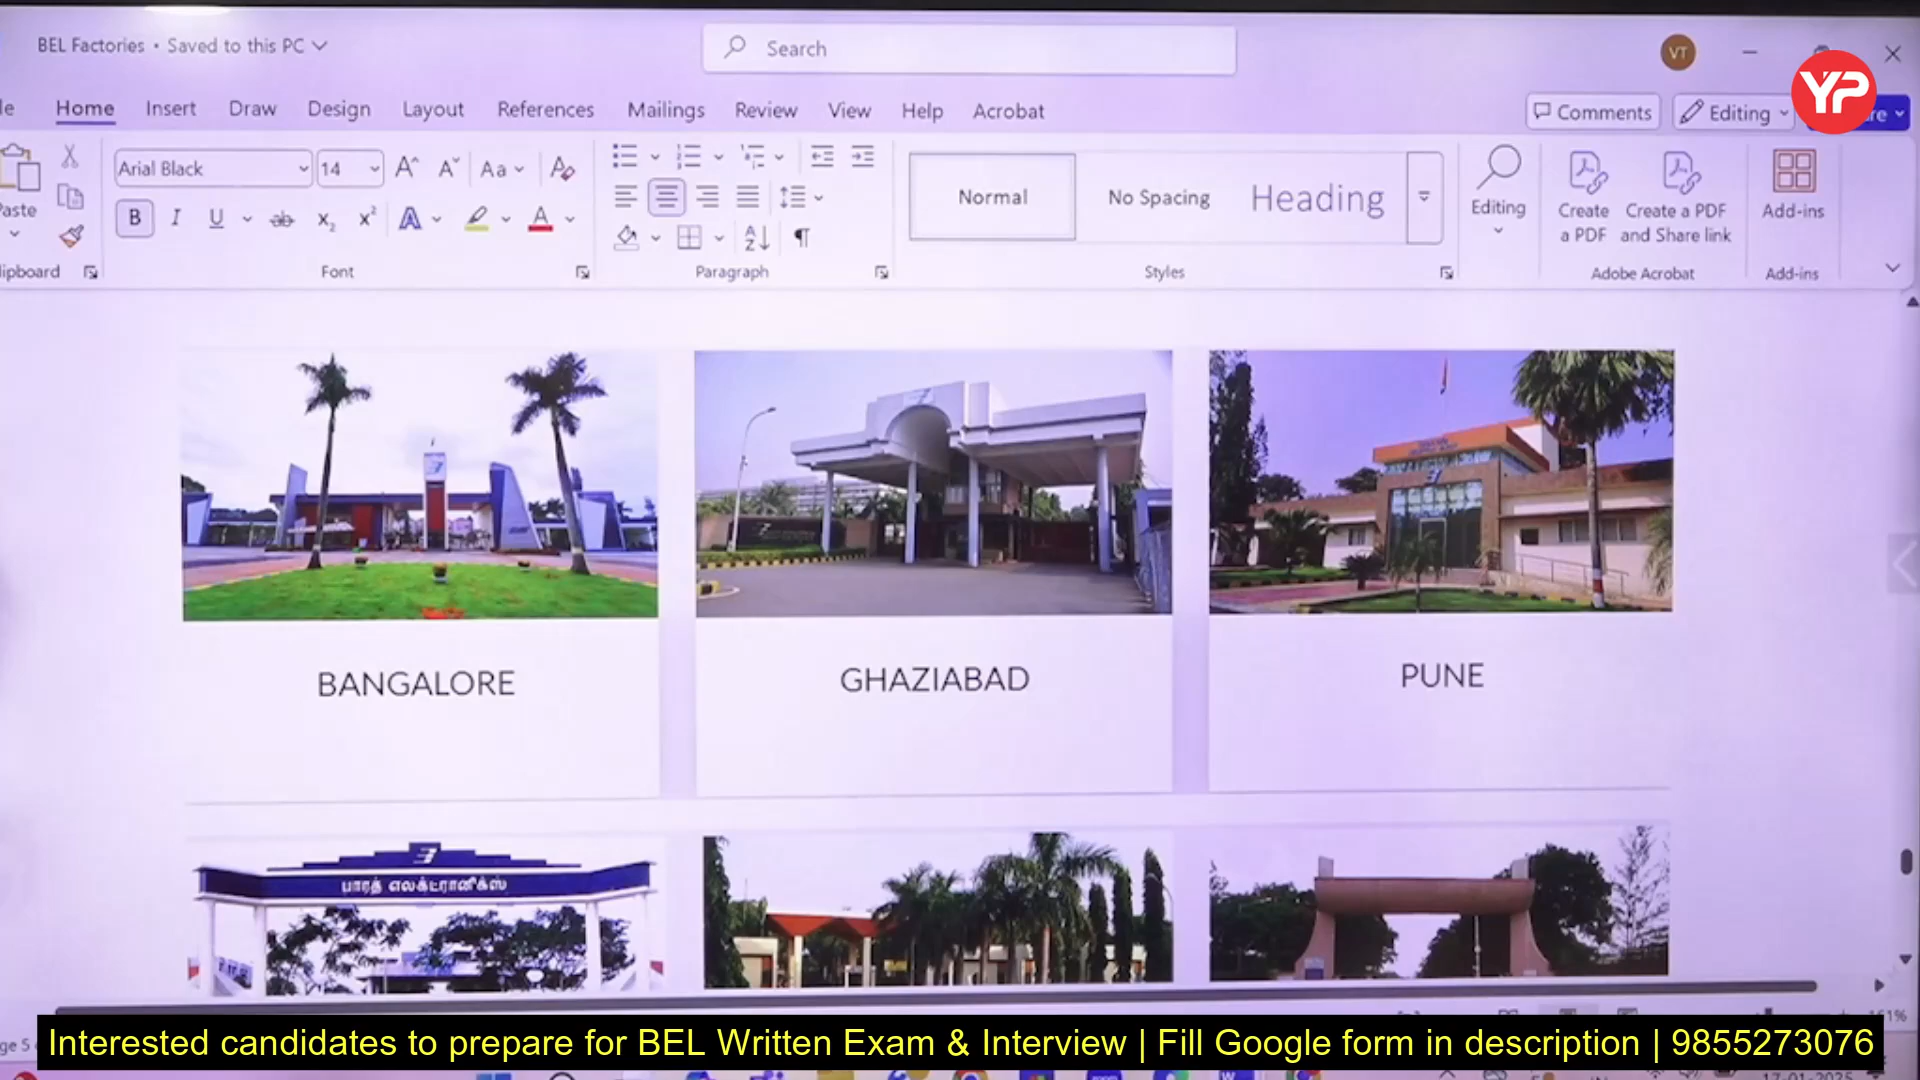 BEL Factories • Saved to this PC
Search
VT
YP
Home Insert Draw Design Layout References Mailings Review View Help Acrobat
Comments
Editing
Arial Black
14
Normal
No Spacing
Heading
Editing
Create a PDF
Create a PDF and Share link
Add-ins
Font
Paragraph
Styles
Adobe Acrobat
Add-ins
BANGALORE
GHAZIABAD
PUNE
பாரத் எலக்ட்ரானிக்ஸ்
Interested candidates to prepare for BEL Written Exam & Interview | Fill Google form in description | 9855273076